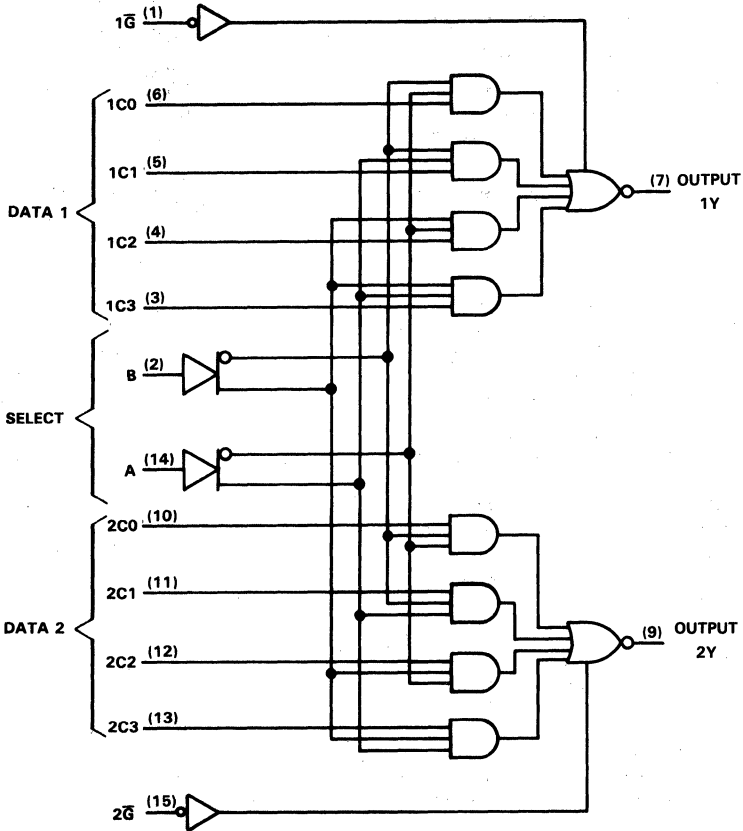 1G̅ (1)
1C0 (6)
1C1 (5)
DATA 1
1C2 (4)
1C3 (3)
(7) OUTPUT
1Y
B (2)
SELECT
A (14)
2C0 (10)
2C1 (11)
DATA 2
2C2 (12)
2C3 (13)
(9) OUTPUT
2Y
2G̅ (15)